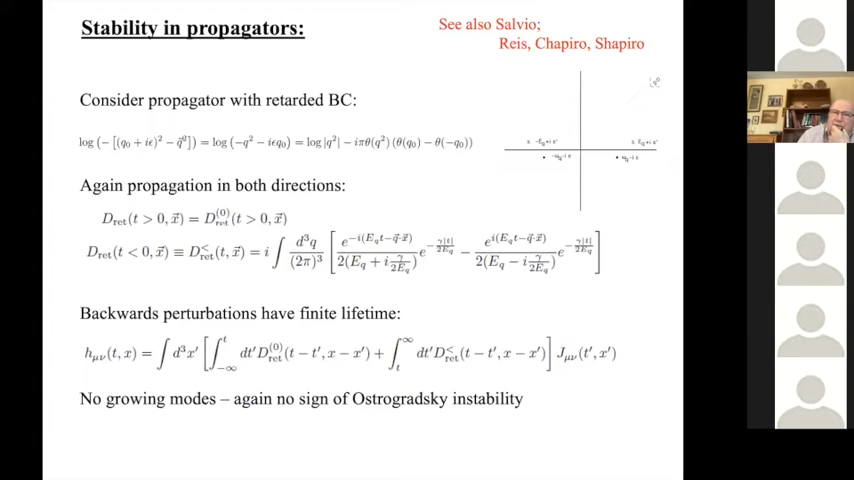 Stability in propagators:
See also Salvio;
Reis, Chapiro, Shapiro
Consider propagator with retarded BC:
log (−[(q₀ + iϵ)² − q⃗²]) = log (−q² − iϵq₀) = log |q²| − iπθ(q²) (θ(q₀) − θ(−q₀))
Again propagation in both directions:
D_ret(t > 0, x⃗) = D_ret^(0)(t > 0, x⃗)
D_ret(t < 0, x⃗) ≡ D_ret^<(t, x⃗) = i ∫ d³q/(2π)³ [ e^{−i(E_q t−q⃗·x⃗)}/(2(E_q + i γ/(2E_q))) e^{−γ|t|/(2E_q)} − e^{i(E_q t−q⃗·x⃗)}/(2(E_q − i γ/(2E_q))) e^{−γ|t|/(2E_q)} ]
Backwards perturbations have finite lifetime:
h_μν(t, x) = ∫ d³x′ [ ∫_{−∞}^{t} dt′D_ret^(0)(t − t′, x − x′) + ∫_t^∞ dt′D_ret^<(t − t′, x − x′) ] J_μν(t′, x′)
No growing modes – again no sign of Ostrogradsky instability